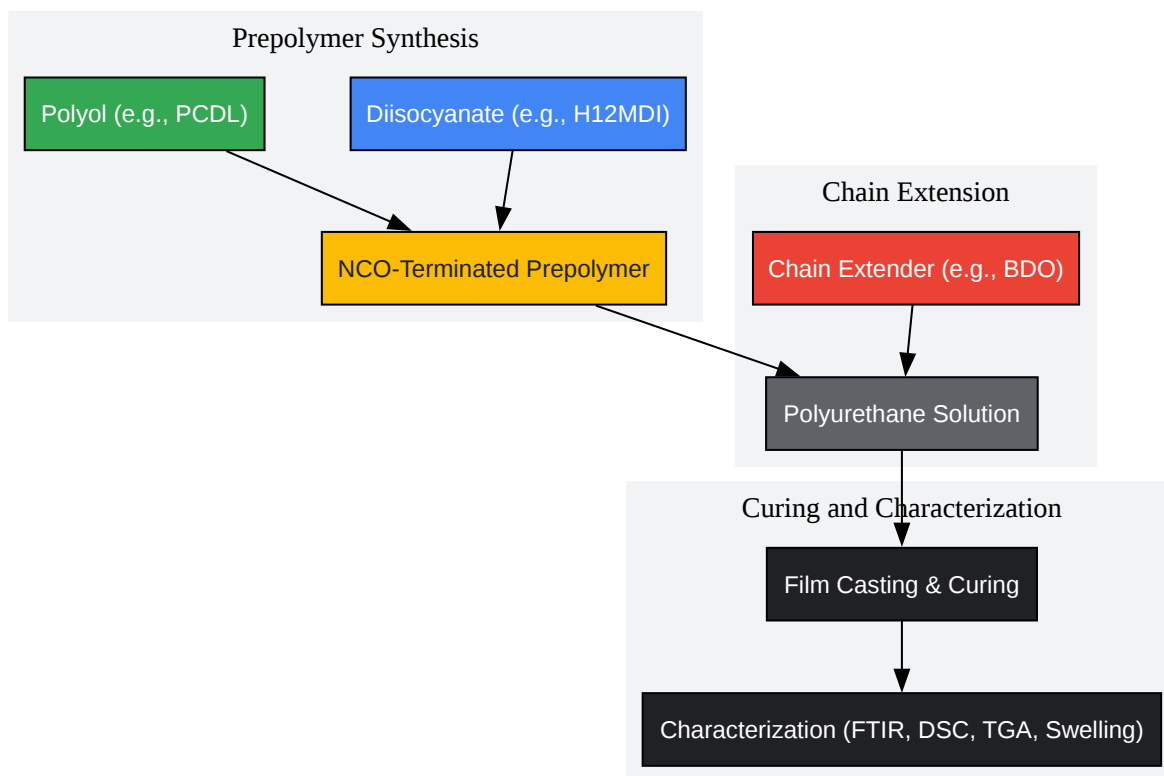 Prepolymer Synthesis
Polyol (e.g., PCDL)
Diisocyanate (e.g., H12MDI)
NCO-Terminated Prepolymer
Chain Extension
Chain Extender (e.g., BDO)
Polyurethane Solution
Curing and Characterization
Film Casting & Curing
Characterization (FTIR, DSC, TGA, Swelling)